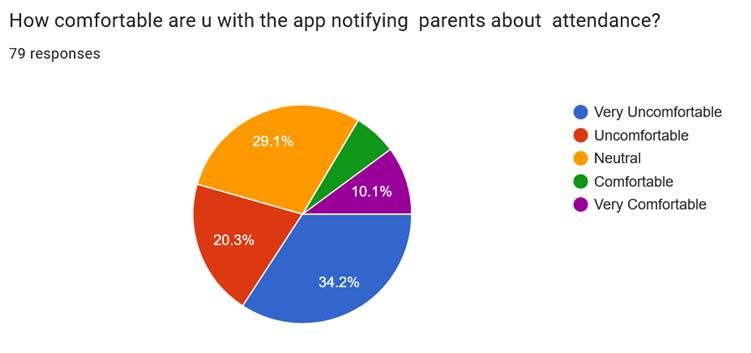 How comfortable are u with the app notifying  parents about  attendance?
79 responses
Very Uncomfortable
Uncomfortable
Neutral
Comfortable
Very Comfortable
29.1%
10.1%
20.3%
34.2%